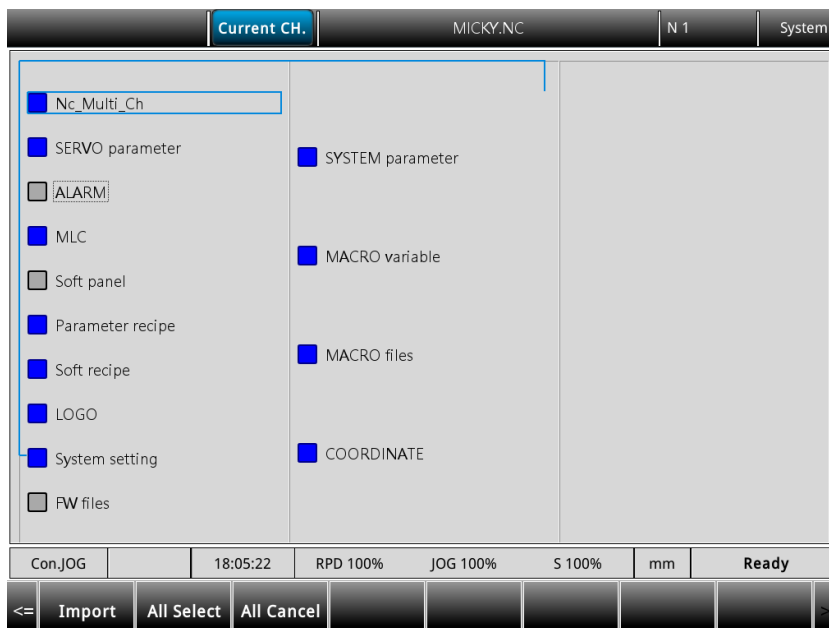 Current CH. MICKY.NC N 1 System
Nc_Multi_Ch
SERVO parameter
ALARM
MLC
Soft panel
Parameter recipe
Soft recipe
LOGO
System setting
FW files
SYSTEM parameter
MACRO variable
MACRO files
COORDINATE
Con.JOG 18:05:22 RPD 100% JOG 100% S 100% mm Ready
<= Import All Select All Cancel >